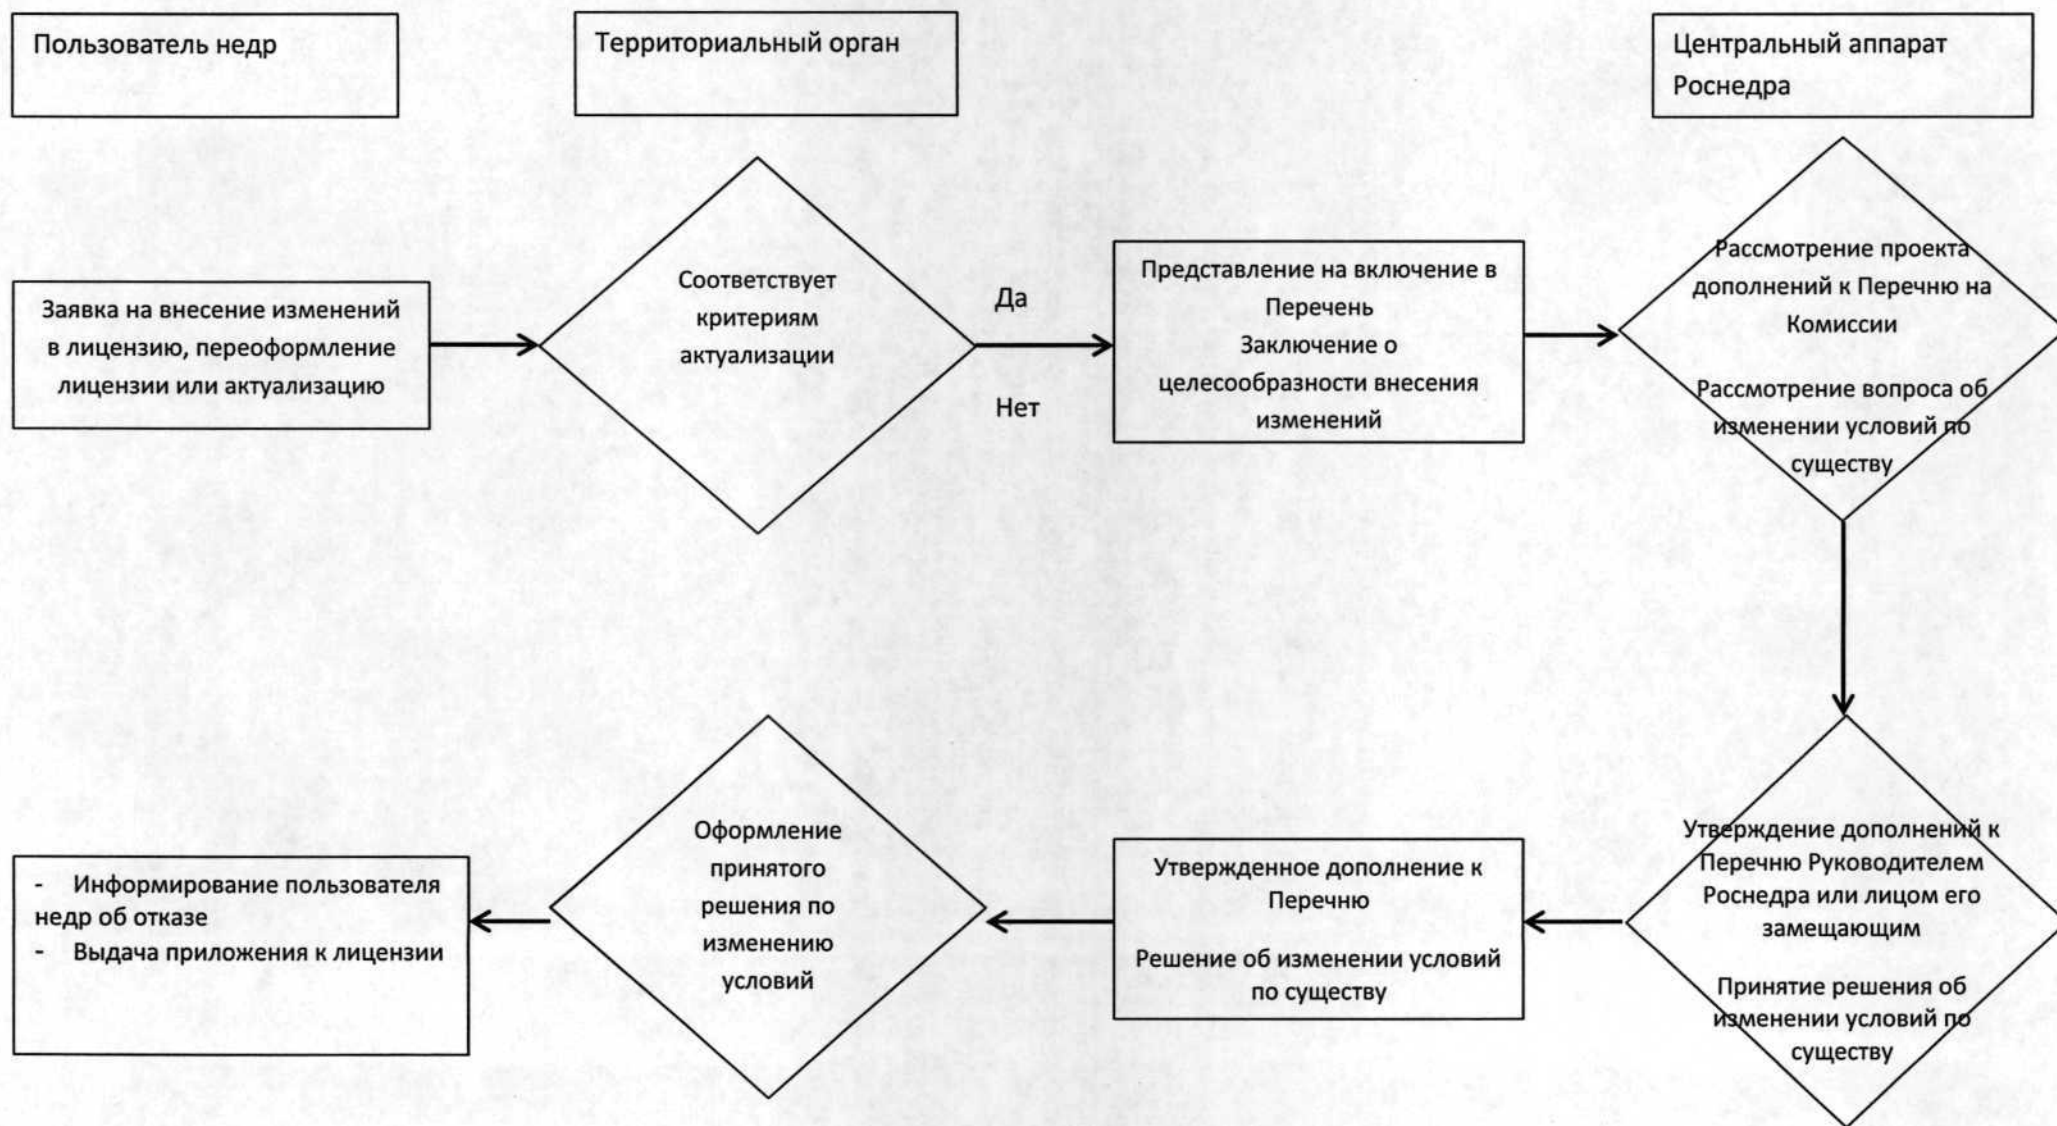 Пользователь недр
Территориальный орган
Центральный аппарат
Роснедра
Заявка на внесение изменений
в лицензию, переоформление
лицензии или актуализацию
Соответствует
критериям
актуализации
Да
Нет
Представление на включение в
Перечень
Заключение о
целесообразности внесения
изменений
Рассмотрение проекта
дополнений к Перечню на
Комиссии
Рассмотрение вопроса об
изменении условий по
существу
Утверждение дополнений к
Перечню Руководителем
Роснедра или лицом его
замещающим
Принятие решения об
изменении условий по
существу
Утвержденное дополнение к
Перечню
Решение об изменении условий
по существу
Оформление
принятого
решения по
изменению
условий
- Информирование пользователя
недр об отказе
- Выдача приложения к лицензии